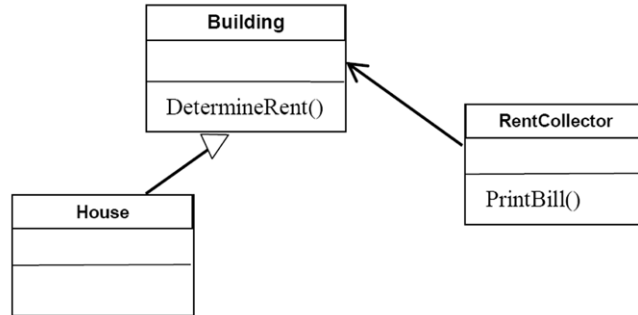 Building
DetermineRent()
RentCollector
PrintBill()
House